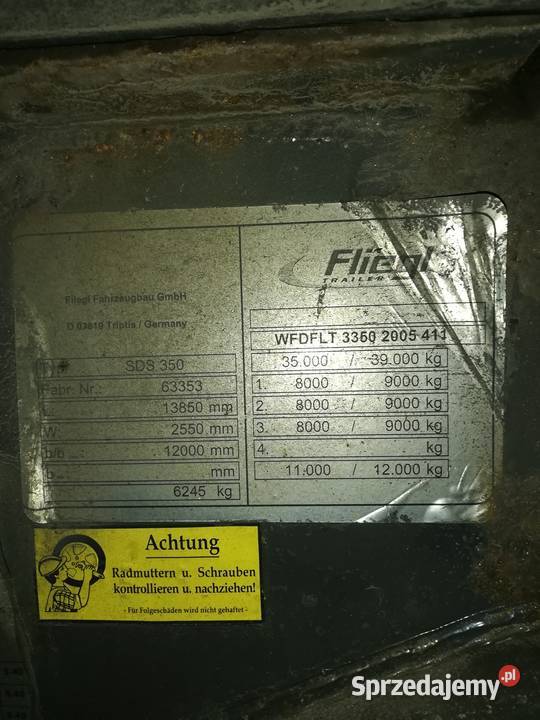 Fliegl
TRAILER
Fliegl Fahrzeugbau GmbH
D 03819 Triptis / Germany
WFDFLT 3350 2005 411
SDS 350
35.000 / 39.000 kg
Fabr. Nr.: 63353
1. 8000 / 9000 kg
13850 mm
2. 8000 / 9000 kg
W 2550 mm
3. 8000 / 9000 kg
b/b 12000 mm
4. kg
b mm
11.000 / 12.000 kg
6245 kg
Achtung
Radmuttern u. Schrauben
kontrollieren u. nachziehen!
- Für Folgeschäden wird nicht gehaftet -
Sprzedajemy.pl